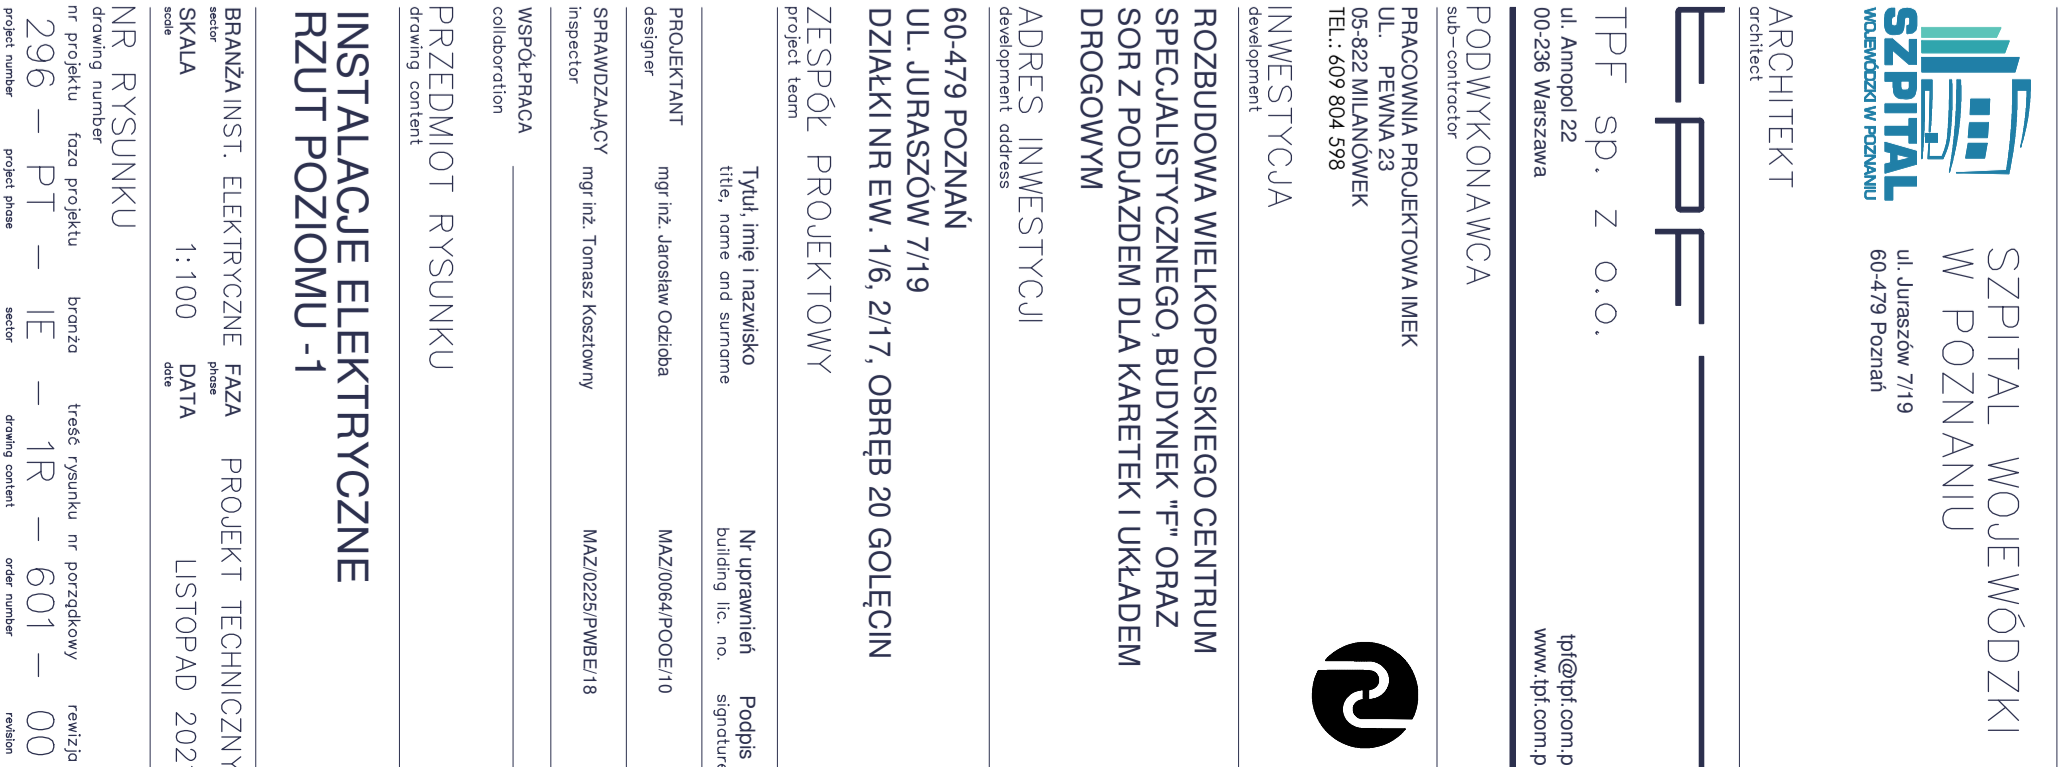 SZPITAL
WOJEWÓDZKI W POZNANIU
SZPITAL WOJEWÓDZKI
W POZNANIU
ul. Juraszów 7/19
60-479 Poznań
ARCHITEKT
architect
TPF
TPF sp. z o.o.
ul. Annopol 22
00-236 Warszawa
tpf@tpf.com.p
www.tpf.com.p
PODWYKONAWCA
sub-contractor
PRACOWNIA PROJEKTOWA IMEK
UL. PEWNA 23
05-822 MILANÓWEK
TEL.: 609 804 598
INWESTYCJA
development
ROZBUDOWA WIELKOPOLSKIEGO CENTRUM
SPECJALISTYCZNEGO, BUDYNEK "F" ORAZ
SOR Z PODJAZDEM DLA KARETEK I UKŁADEM
DROGOWYM
ADRES INWESTYCJI
development address
60-479 POZNAŃ
UL. JURASZÓW 7/19
DZIAŁKI NR EW. 1/6, 2/17, OBRĘB 20 GOLĘCIN
ZESPÓŁ PROJEKTOWY
project team
Tytuł, imię i nazwisko Nr uprawnień Podpis
title, name and surname building lic. no. signature
PROJEKTANT mgr inż. Jarosław Odzioba MAZ/0064/POOE/10
designer
SPRAWDZAJĄCY mgr inż. Tomasz Kosztowny MAZ/0225/PWBE/18
inspector
WSPÓŁPRACA
collaboration
PRZEDMIOT RYSUNKU
drawing content
INSTALACJE ELEKTRYCZNE
RZUT POZIOMU -1
BRANŻA INST. ELEKTRYCZNE FAZA PROJEKT TECHNICZNY
sector phase
SKALA 1:100 DATA LISTOPAD 202
scale date
NR RYSUNKU
drawing number
nr projektu faza projektu branża treść rysunku nr porządkowy rewizja
296 – PT – IE – 1R – 601 – 00
project number project phase sector drawing content order number revision